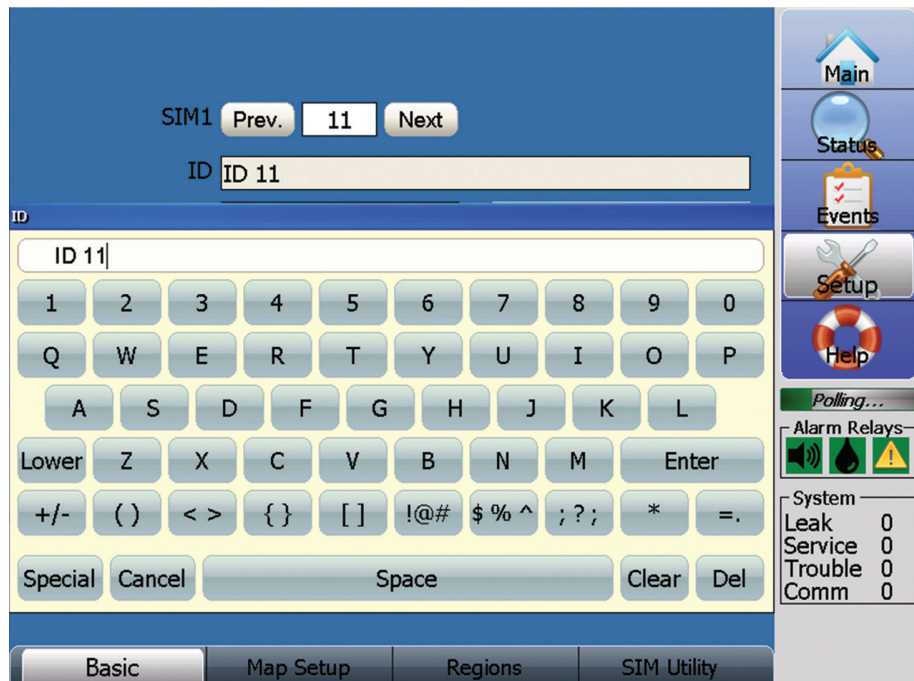 SIM1 Prev. 11 Next
ID ID 11
ID
ID 11
1 2 3 4 5 6 7 8 9 0
Q W E R T Y U I O P
A S D F G H J K L
Lower Z X C V B N M Enter
+/- ( ) < > { } [ ] !@# $ % ^ ; ? ; * =.
Special Cancel Space Clear Del
Basic Map Setup Regions SIM Utility
Main
Status
Events
Setup
Help
Polling...
Alarm Relays
System
Leak 0
Service 0
Trouble 0
Comm 0